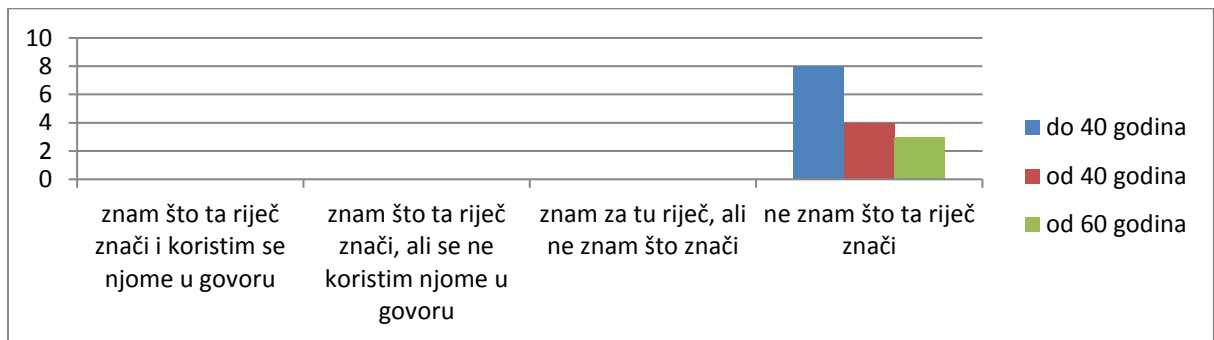 10
8
6
4
2
0
znam što ta riječ
znači i koristim se
njome u govoru
znam što ta riječ
znači, ali se ne
koristim njome u
govoru
znam za tu riječ, ali
ne znam što znači
ne znam što ta riječ
znači
do 40 godina
od 40 godina
od 60 godina